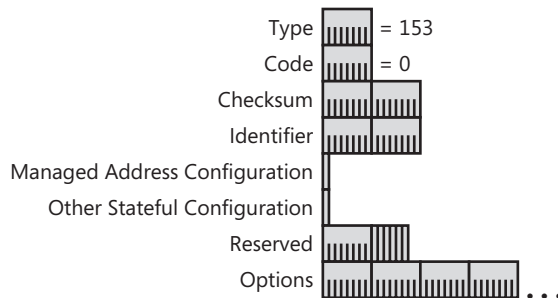 Type = 153
Code = 0
Checksum
Identifier
Managed Address Configuration
Other Stateful Configuration
Reserved
Options ...